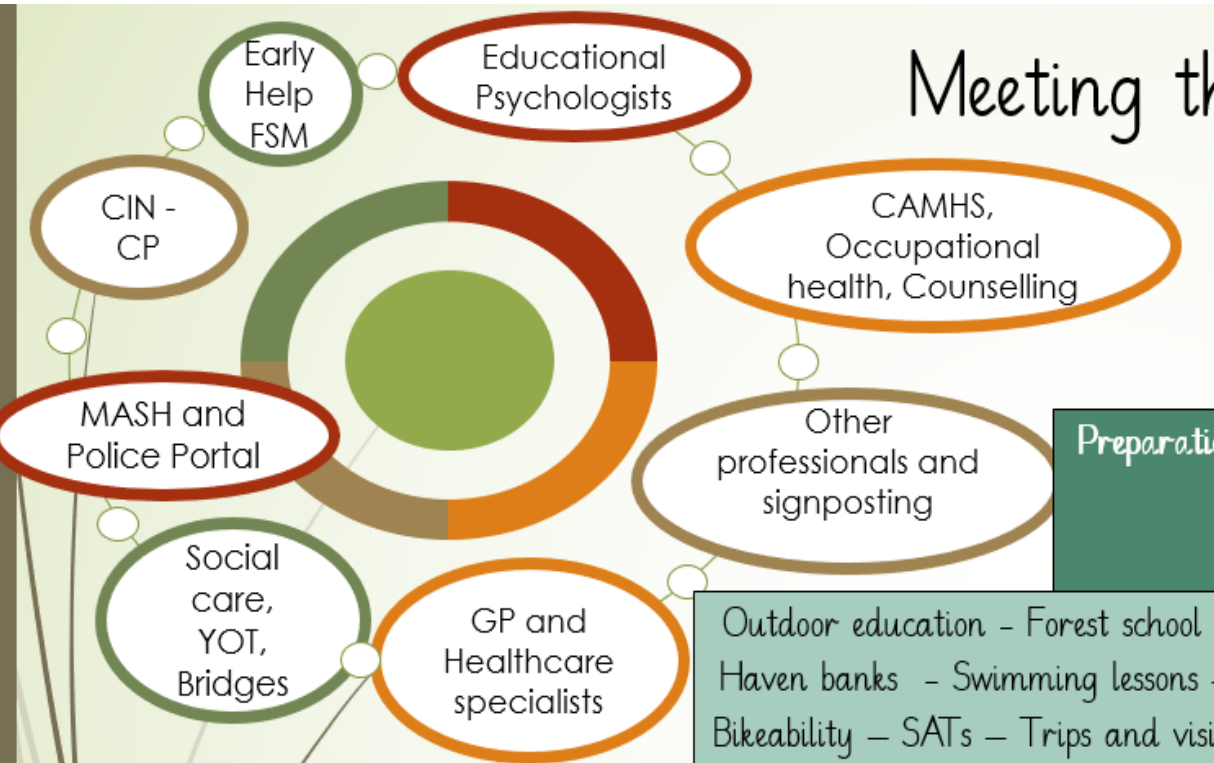 Meeting
Early
Help
FSM
Educational
Psychologists
CAMHS,
Occupational
health, Counselling
Other
professionals and
signposting
GP and
Healthcare
specialists
Social
care,
YOT,
Bridges
MASH and
Police Portal
CIN -
CP
Outdoor education - Forest school
Haven banks - Swimming lessons -
Bikeability – SATs – Trips and